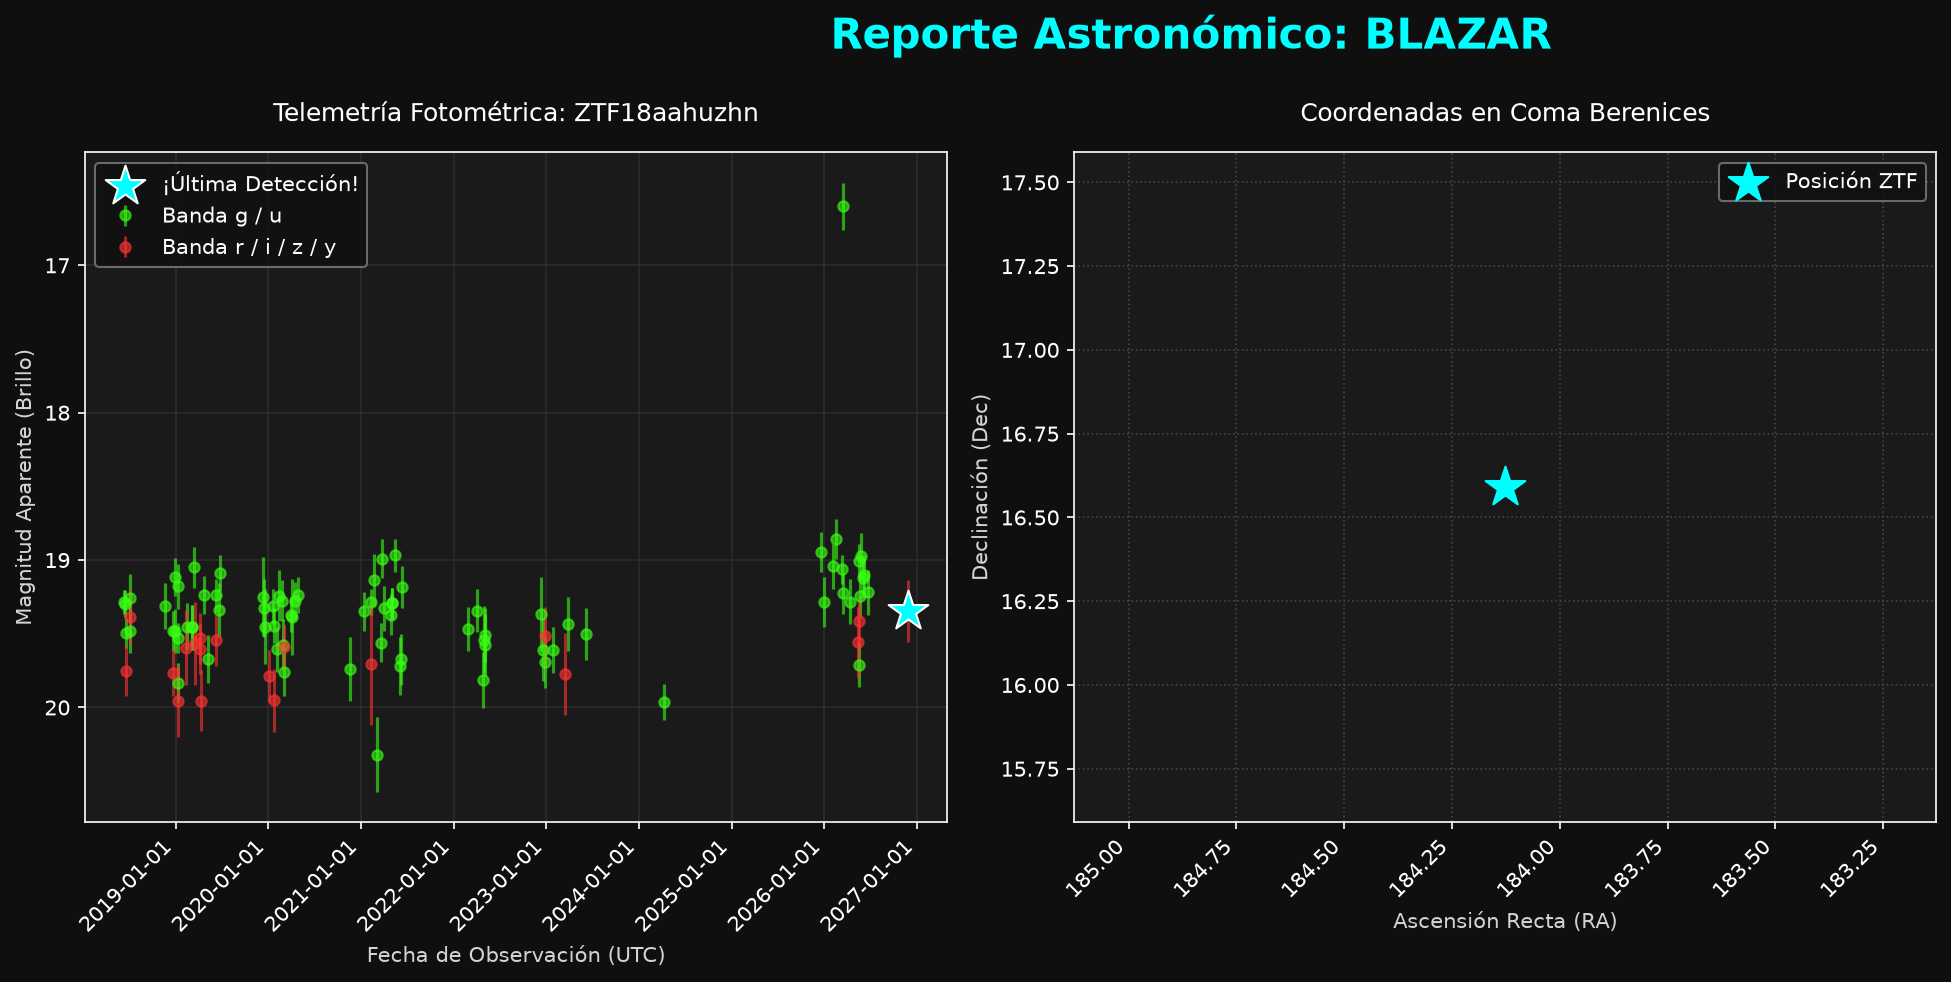 Reporte Astronómico: BLAZAR
Telemetría Fotométrica: ZTF18aahuzhn
¡Última Detección!
Banda g / u
Banda r / i / z / y
Magnitud Aparente (Brillo)
17
18
19
20
2019-01-01
2020-01-01
2021-01-01
2022-01-01
2023-01-01
2024-01-01
2025-01-01
2026-01-01
2027-01-01
Fecha de Observación (UTC)
Coordenadas en Coma Berenices
Posición ZTF
Declinación (Dec)
17.50
17.25
17.00
16.75
16.50
16.25
16.00
15.75
185.00
184.75
184.50
184.25
184.00
183.75
183.50
183.25
Ascensión Recta (RA)